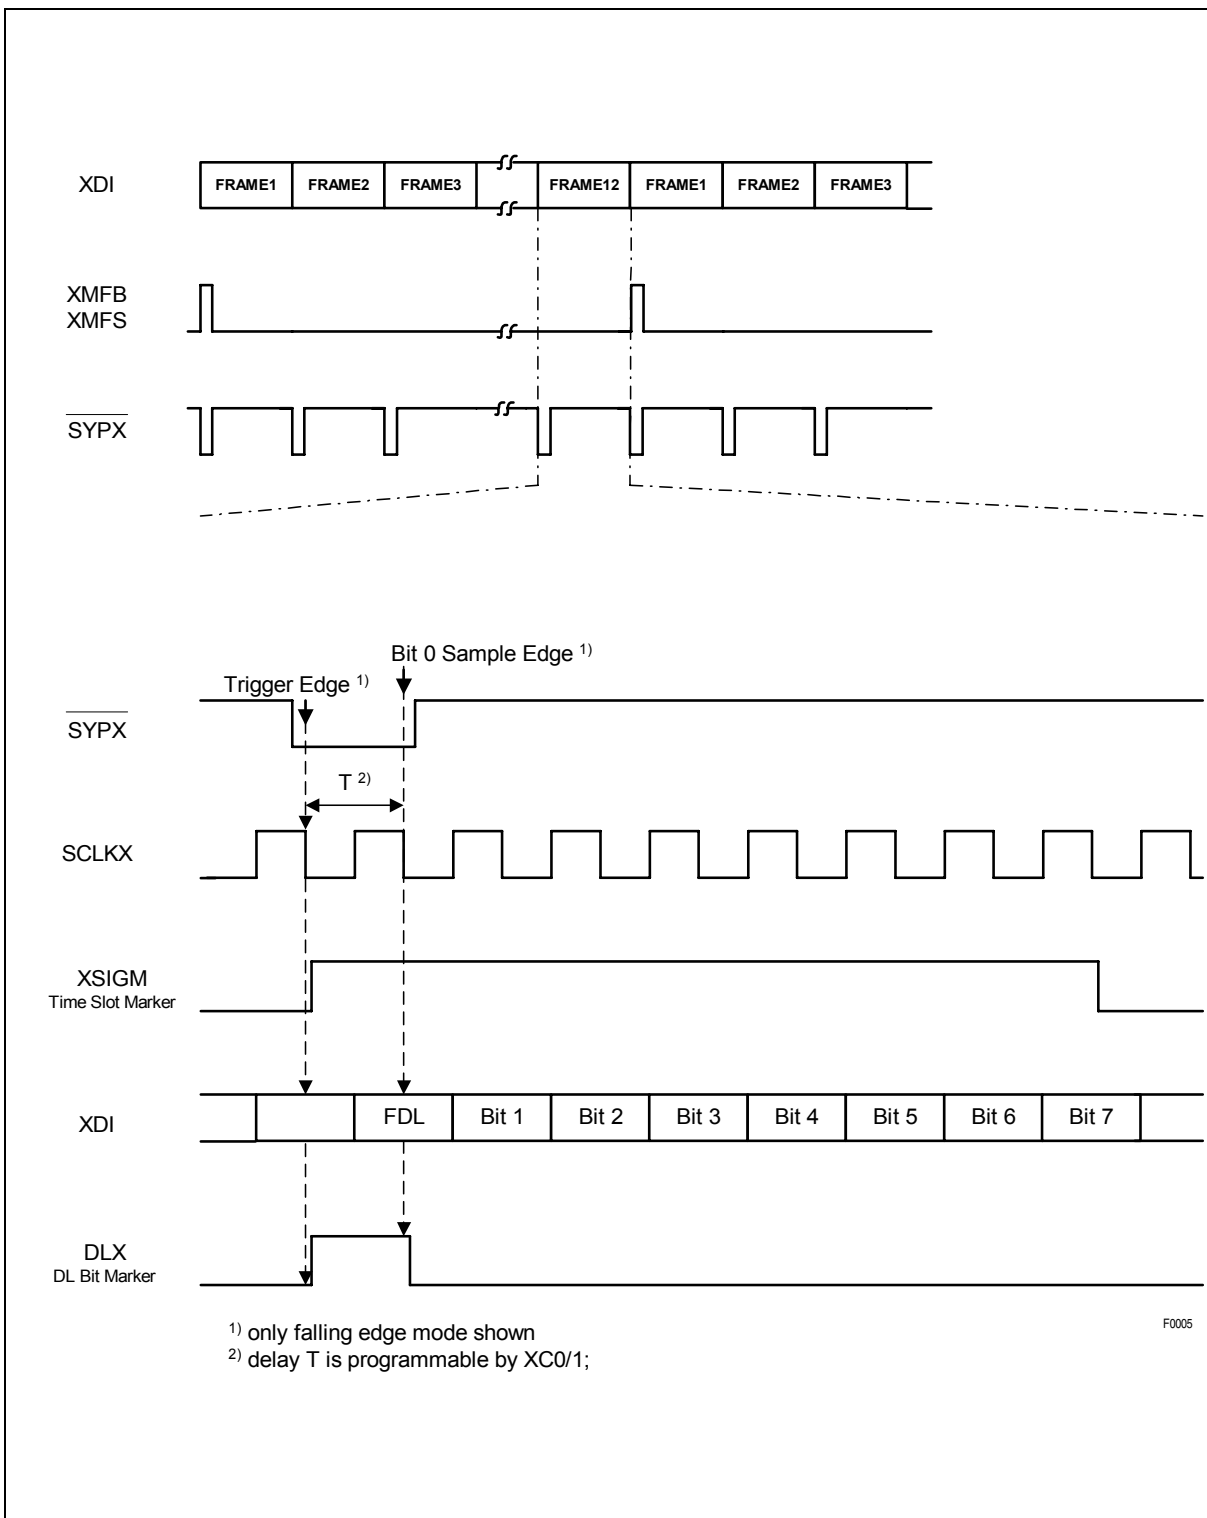 XDI
FRAME1 FRAME2 FRAME3 FRAME12 FRAME1 FRAME2 FRAME3
XMFB
XMFS
SYPX
Bit 0 Sample Edge 1)
Trigger Edge 1)
SYPX
T 2)
SCLKX
XSIGM
Time Slot Marker
XDI
FDL Bit 1 Bit 2 Bit 3 Bit 4 Bit 5 Bit 6 Bit 7
DLX
DL Bit Marker
1) only falling edge mode shown
2) delay T is programmable by XC0/1;
F0005